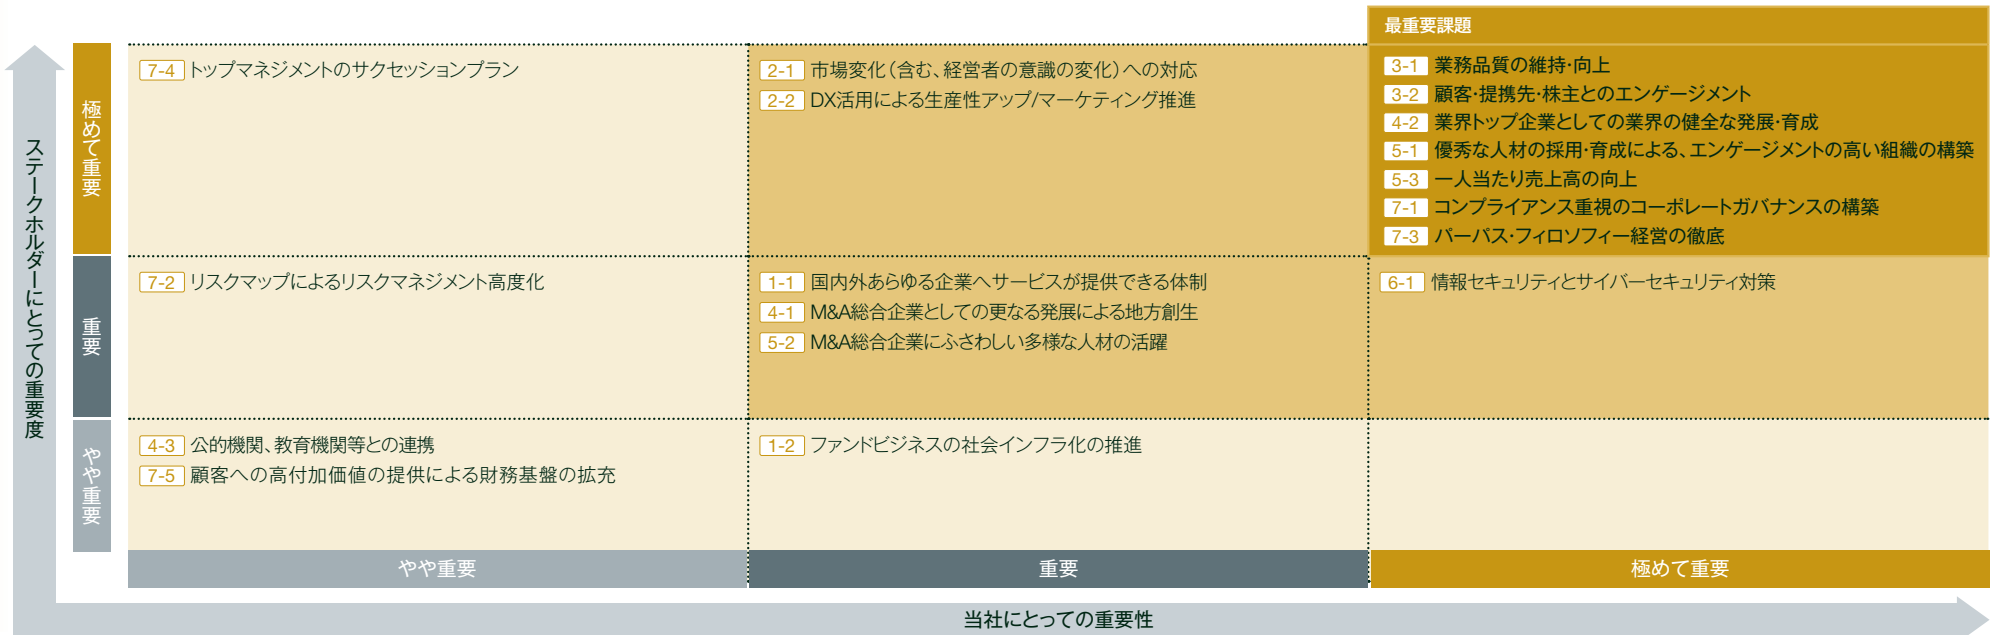 最重要課題
ステークホルダーにとっての重要度
極めて重要
7-4 トップマネジメントのサクセッションプラン
2-1 市場変化（含む、経営者の意識の変化）への対応
2-2 DX活用による生産性アップ/マーケティング推進
3-1 業務品質の維持・向上
3-2 顧客・提携先・株主とのエンゲージメント
4-2 業界トップ企業としての業界の健全な発展・育成
5-1 優秀な人材の採用・育成による、エンゲージメントの高い組織の構築
5-3 一人当たり売上高の向上
7-1 コンプライアンス重視のコーポレートガバナンスの構築
7-3 パーパス・フィロソフィー経営の徹底
重要
7-2 リスクマップによるリスクマネジメント高度化
1-1 国内外あらゆる企業へサービスが提供できる体制
4-1 M&A総合企業としての更なる発展による地方創生
5-2 M&A総合企業にふさわしい多様な人材の活躍
6-1 情報セキュリティとサイバーセキュリティ対策
やや重要
4-3 公的機関、教育機関等との連携
7-5 顧客への高付加価値の提供による財務基盤の拡充
1-2 ファンドビジネスの社会インフラ化の推進
やや重要
重要
極めて重要
当社にとっての重要性